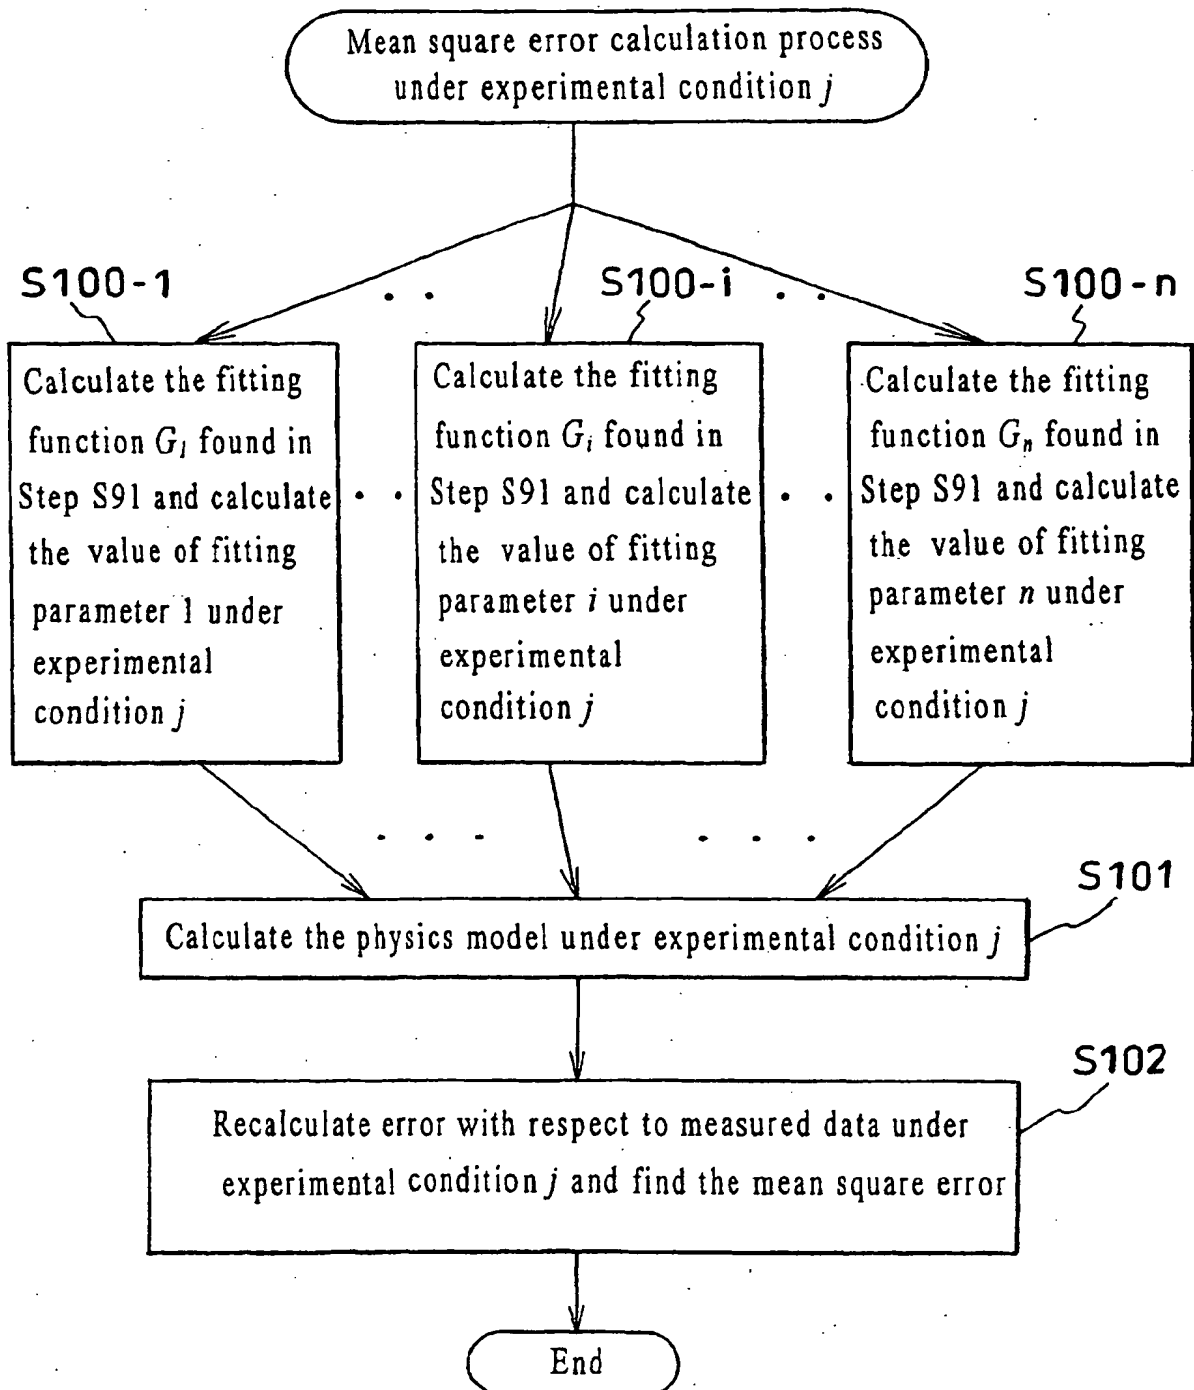 Mean square error calculation process
under experimental condition j
S100-1
S100-i
S100-n
Calculate the fitting
function G1 found in
Step S91 and calculate
the value of fitting
parameter 1 under
experimental
condition j
Calculate the fitting
function Gi found in
Step S91 and calculate
the value of fitting
parameter i under
experimental
condition j
Calculate the fitting
function Gn found in
Step S91 and calculate
the value of fitting
parameter n under
experimental
condition j
S101
Calculate the physics model under experimental condition j
S102
Recalculate error with respect to measured data under
experimental condition j and find the mean square error
End